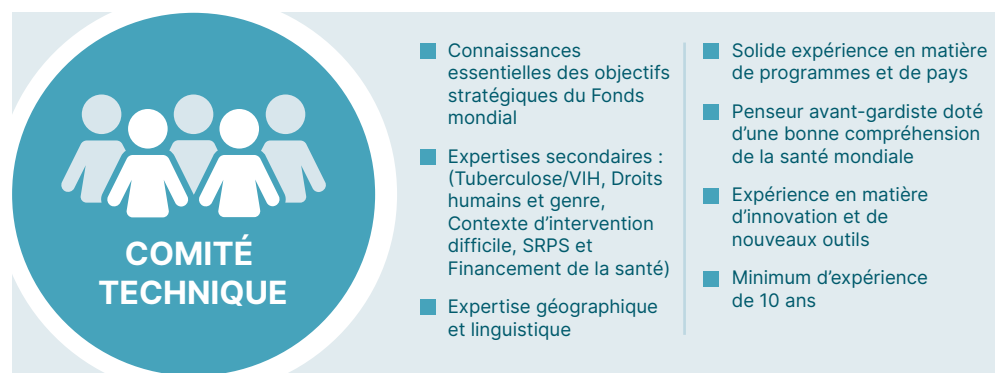 COMITÉ
TECHNIQUE
Connaissances
essentielles des objectifs
stratégiques du Fonds
mondial
Expertises secondaires :
(Tuberculose/VIH, Droits
humains et genre,
Contexte d’intervention
difficile, SRPS et
Financement de la santé)
Expertise géographique
et linguistique
Solide expérience en matière
de programmes et de pays
Penseur avant-gardiste doté
d’une bonne compréhension
de la santé mondiale
Expérience en matière
d’innovation et de
nouveaux outils
Minimum d’expérience
de 10 ans